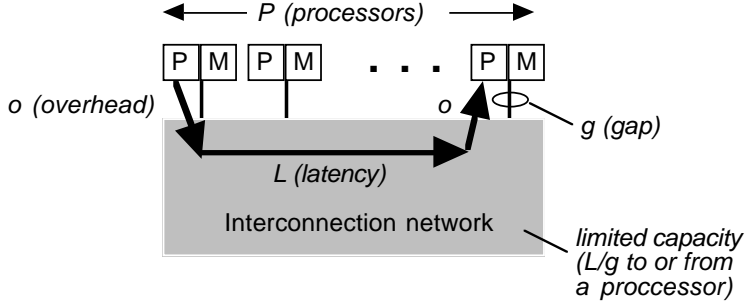 P (processors)
P M P M . . . P M
o (overhead)
o
g (gap)
L (latency)
Interconnection network
limited capacity
(L/g to or from
a proccessor)